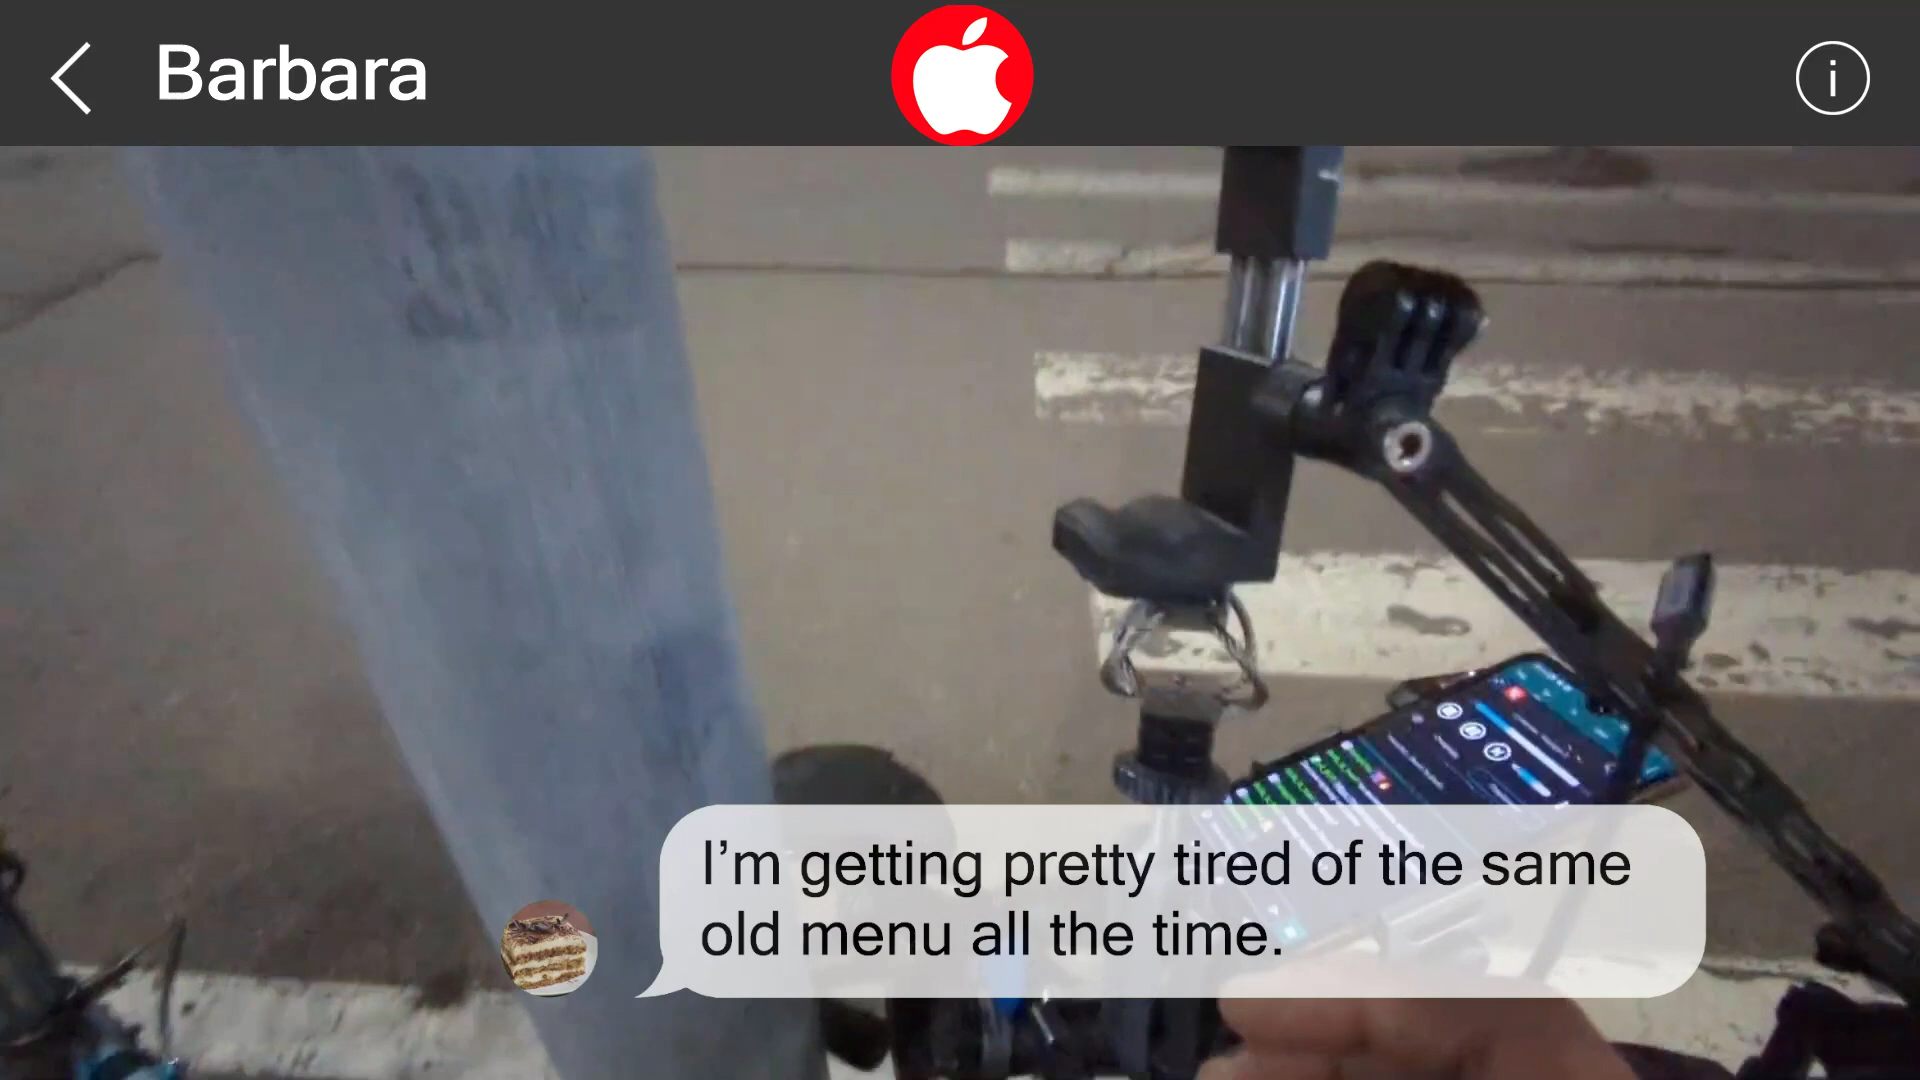 Barbara
I’m getting pretty tired of the same
old menu all the time.